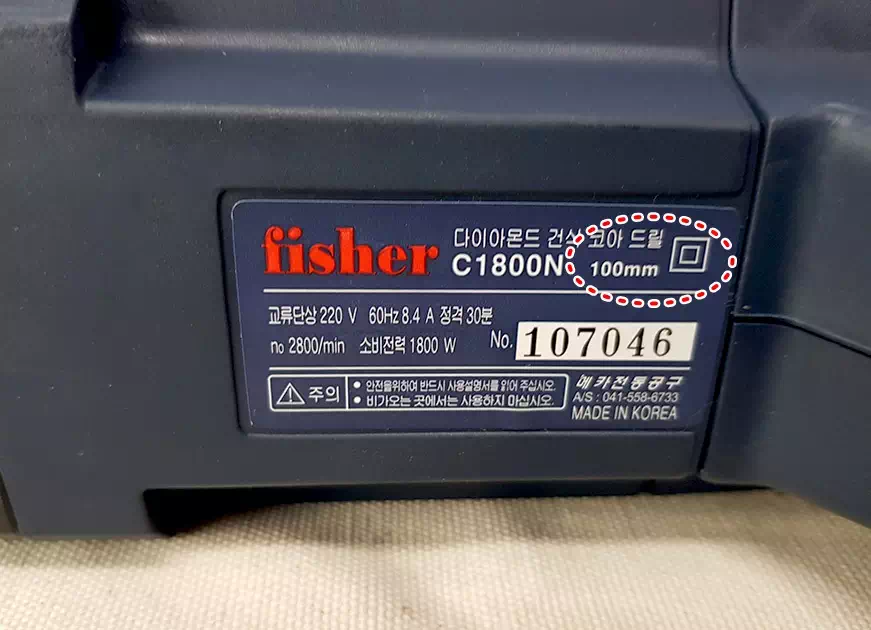 fisher 다이아몬드 건식 코아 드릴
C1800N 100mm
교류단상 220 V 60Hz 8.4 A 정격 30분
no 2800/min 소비전력 1800 W No. 107046
주의
• 안전을위하여 반드시 사용설명서를 읽어 주십시오.
• 비가오는 곳에서는 사용하지 마십시오.
메카전동공구
A/S : 041-558-6733
MADE IN KOREA